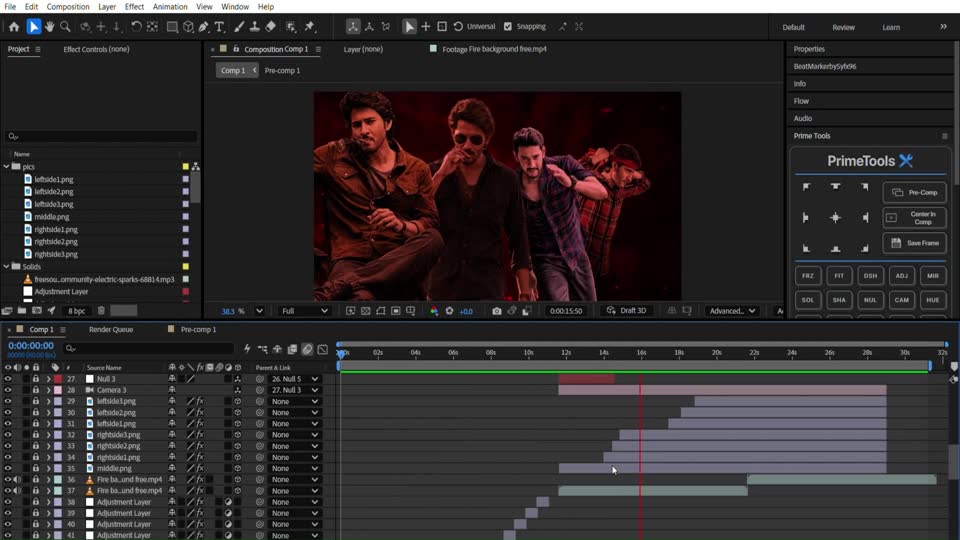 File Edit Composition Layer Effect Animation View Window Help
Universal Snapping Default Review Learn
Project Effect Controls (none) Composition Comp 1 Layer (none) Footage Fire background free.mp4 Properties
Comp 1 Pre-comp 1 BeatMarkerbySyfx96
Info
Flow
Audio
Prime Tools
Name
pics
leftside1.png
leftside2.png
leftside3.png
middle.png
rightside1.png
rightside2.png
rightside3.png
Solids
freesou...ommunity-electric-sparks-68814.mp3
Adjustment Layer
PrimeTools
Pre-Comp
Center In Comp
Save Frame
FRZ FIT DSH ADJ MIR
SOL SHA NUL CAM HUE
8 bpc 38.3 % Full +0.0 0:00:15:50 Draft 3D Advanced...
Comp 1 Render Queue Pre-comp 1
0:00:00:00
00000 (60.00 fps)
02s 04s 06s 08s 10s 12s 14s 16s 18s 20s 22s 24s 26s 28s 30s 32s
# Source Name Parent & Link
27 Null 3 26. Null 5
28 Camera 3 27. Null 3
29 leftside3.png None
30 leftside2.png None
31 leftside1.png None
32 rightside3.png None
33 rightside2.png None
34 rightside1.png None
35 middle.png None
36 Fire ba...und free.mp4 None
37 Fire ba...und free.mp4 None
38 Adjustment Layer None
39 Adjustment Layer None
40 Adjustment Layer None
41 Adjustment Layer None